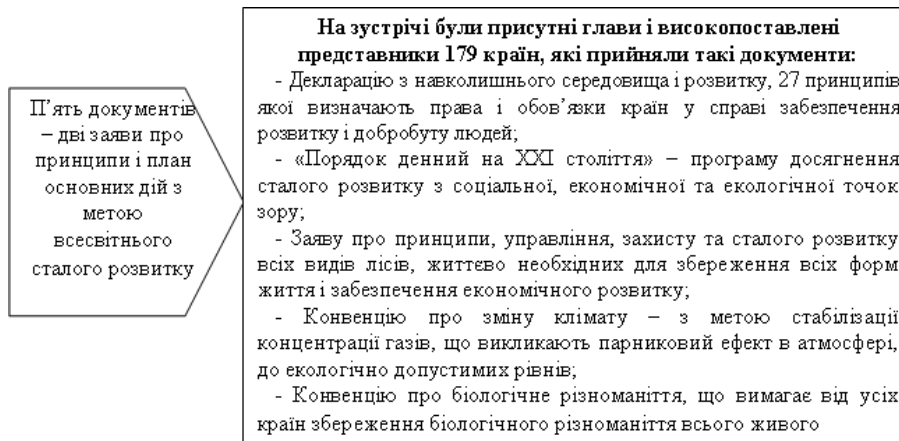 П’ять документів
– дві заяви про
принципи і план
основних дій з
метою
всесвітнього
сталого розвитку
На зустрічі були присутні глави і високопоставлені
представники 179 країн, які прийняли такі документи:
- Декларацію з навколишнього середовища і розвитку, 27 принципів
якої визначають права і обов’язки країн у справі забезпечення
розвитку і добробуту людей;
- «Порядок денний на XXI століття» – програму досягнення
сталого розвитку з соціальної, економічної та екологічної точок
зору;
- Заяву про принципи, управління, захисту та сталого розвитку
всіх видів лісів, життєво необхідних для збереження всіх форм
життя і забезпечення економічного розвитку;
- Конвенцію про зміну клімату – з метою стабілізації
концентрації газів, що викликають парниковий ефект в атмосфері,
до екологічно допустимих рівнів;
- Конвенцію про біологічне різноманіття, що вимагає від усіх
країн збереження біологічного різноманіття всього живого